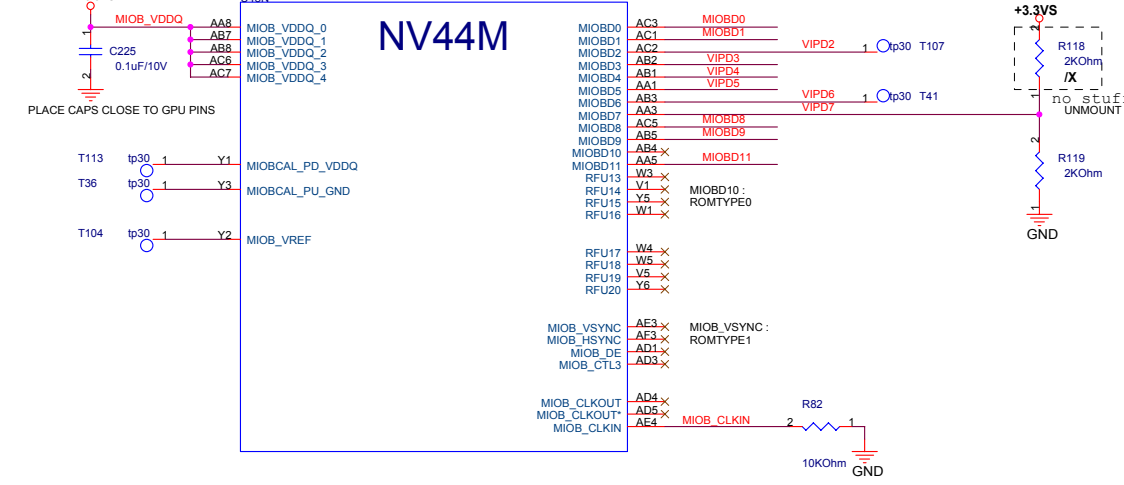 MIOB_VDDQ
AA8
AB7
AB8
AC6
AC7
MIOB_VDDQ_0
MIOB_VDDQ_1
MIOB_VDDQ_2
MIOB_VDDQ_3
MIOB_VDDQ_4
1
C225
0.1uF/10V
2
PLACE CAPS CLOSE TO GPU PINS
T113 tp30 1 Y1 MIOBCAL_PD_VDDQ
T36 tp30 1 Y3 MIOBCAL_PU_GND
T104 tp30 1 Y2 MIOB_VREF
NV44M
MIOBD0 AC3 MIOBD0
MIOBD1 AC1 MIOBD1
MIOBD2 AC2 VIPD2 1 tp30 T107
MIOBD3 AB2 VIPD3
MIOBD4 AB1 VIPD4
MIOBD5 AA1 VIPD5
MIOBD6 AB3 VIPD6 1 tp30 T41
MIOBD7 AA3 VIPD7
MIOBD8 AC5 MIOBD8
MIOBD9 AB5 MIOBD9
MIOBD10 AB4
MIOBD11 AA5 MIOBD11
RFU13 W3
RFU14 V1
RFU15 Y5
RFU16 W1
MIOBD10 :
ROMTYPE0
RFU17 W4
RFU18 W5
RFU19 V5
RFU20 Y6
MIOB_VSYNC AE3
MIOB_HSYNC AF3
MIOB_DE AD1
MIOB_CTL3 AD3
MIOB_VSYNC :
ROMTYPE1
MIOB_CLKOUT AD4
MIOB_CLKOUT* AD5
MIOB_CLKIN AE4 MIOB_CLKIN 2 1
R82
10KOhm
GND
+3.3VS
2
R118
2KOhm
/X
1
no stuf
UNMOUNT
2
R119
2KOhm
1
GND